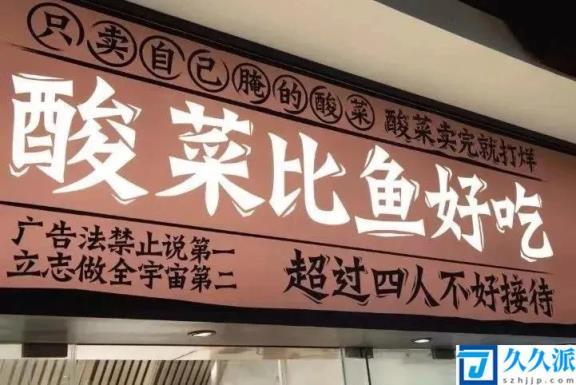 只卖自己腌的酸菜
酸菜卖完就打烊
酸菜比鱼好吃
广告法禁止说第一
立志做全宇宙第二
超过四人不好接待
久久派
szhjjp.com